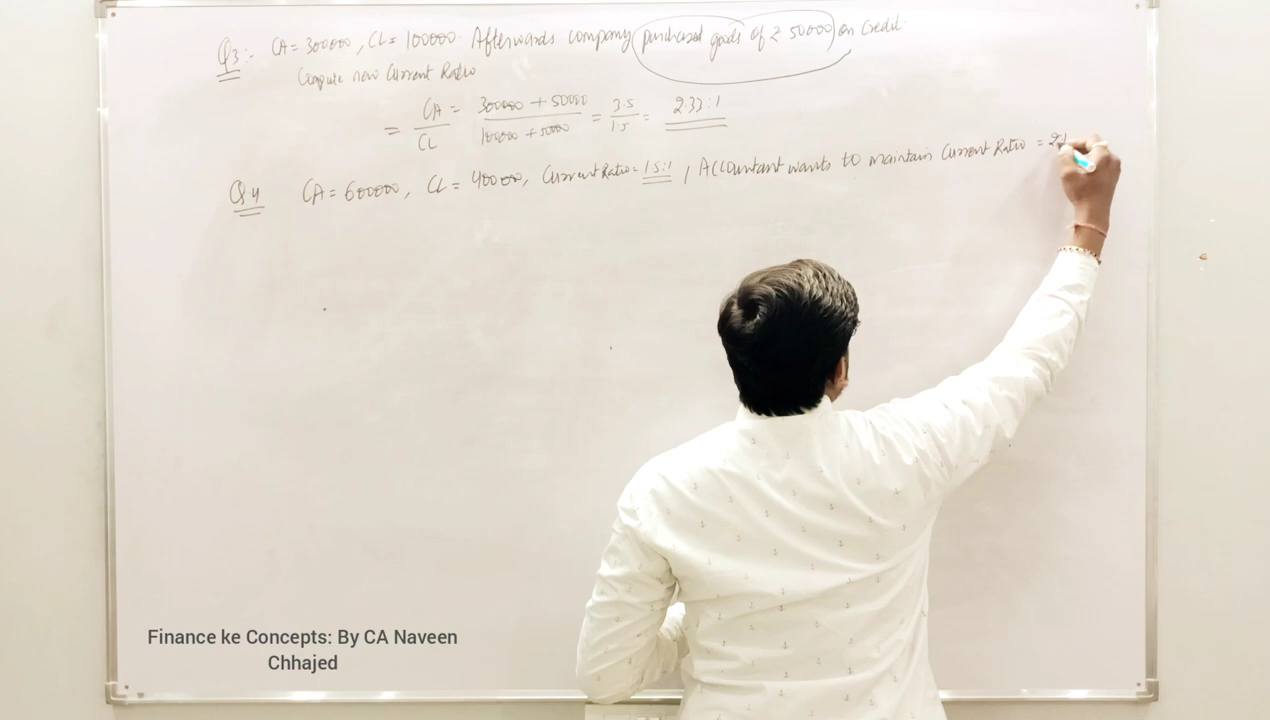 Q3:- CA = 300000, CL = 100000. Afterwards company purchased goods of ₹ 50000 on Credit.
Compute new Current Ratio
= CA/CL = 300000 + 50000 / 100000 + 50000 = 3.5/1.5 = 2.33:1
Q4 CA = 600000, CL = 400000, Current Ratio = 1.5:1, Accountant wants to maintain Current Ratio =
Finance ke Concepts: By CA Naveen
Chhajed